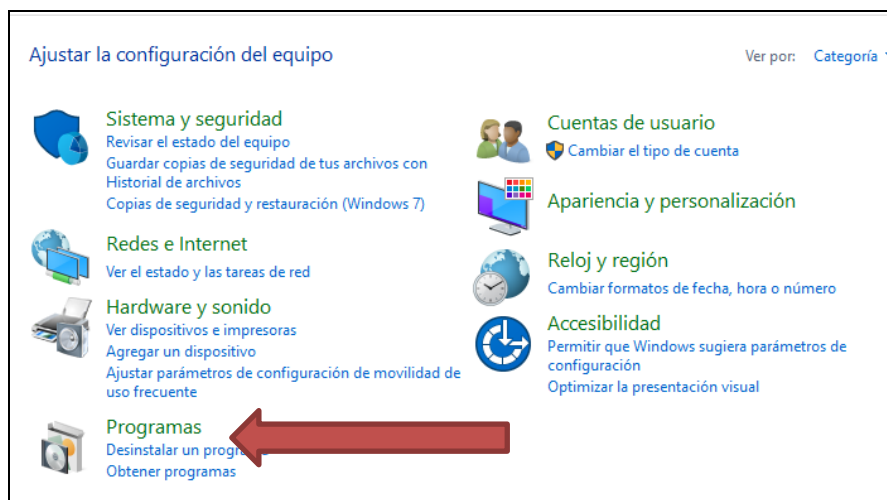 Ajustar la configuración del equipo
Ver por: Categoría
Sistema y seguridad
Revisar el estado del equipo
Guardar copias de seguridad de tus archivos con
Historial de archivos
Copias de seguridad y restauración (Windows 7)
Redes e Internet
Ver el estado y las tareas de red
Hardware y sonido
Ver dispositivos e impresoras
Agregar un dispositivo
Ajustar parámetros de configuración de movilidad de
uso frecuente
Programas
Desinstalar un
Obtener programas
Cuentas de usuario
Cambiar el tipo de cuenta
Apariencia y personalización
Reloj y región
Cambiar formatos de fecha, hora o número
Accesibilidad
Permitir que Windows sugiera parámetros de
configuración
Optimizar la presentación visual